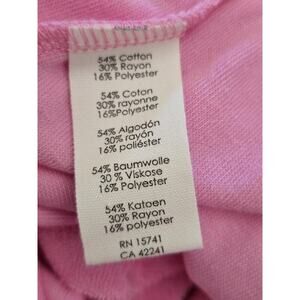 54% Cotton
30% Rayon
16% Polyester
54% Coton
30% rayonne
16%Polyester
54% Algodón
30% rayón
16% poliéster
54% Baumwolle
30 % Viskose
16% Polyester
54% Katoen
30% Rayon
16% polyester
RN 15741
CA 42241